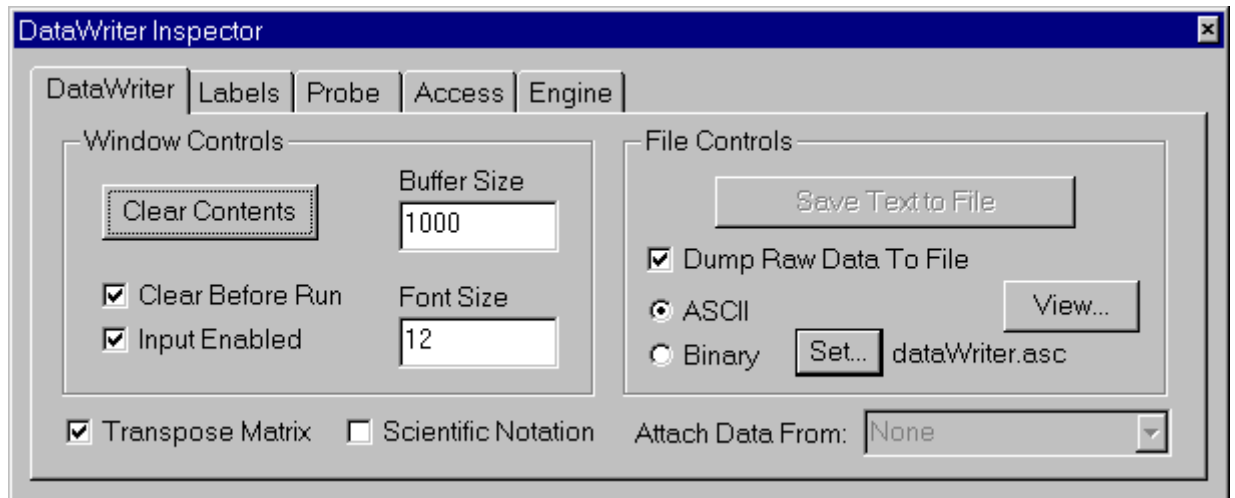 DataWriter Inspector
DataWriter Labels Probe Access Engine
Window Controls
Clear Contents
Buffer Size
1000
Clear Before Run
Input Enabled
Font Size
12
File Controls
Save Text to File
Dump Raw Data To File
ASCII
View...
Binary Set... dataWriter.asc
Transpose Matrix Scientific Notation Attach Data From: None